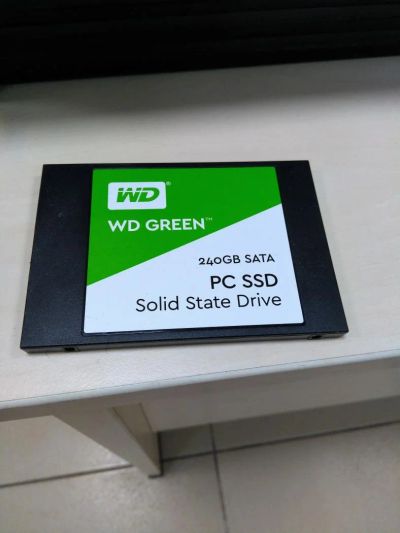 WD®
WD GREEN™
240GB SATA
PC SSD
Solid State Drive